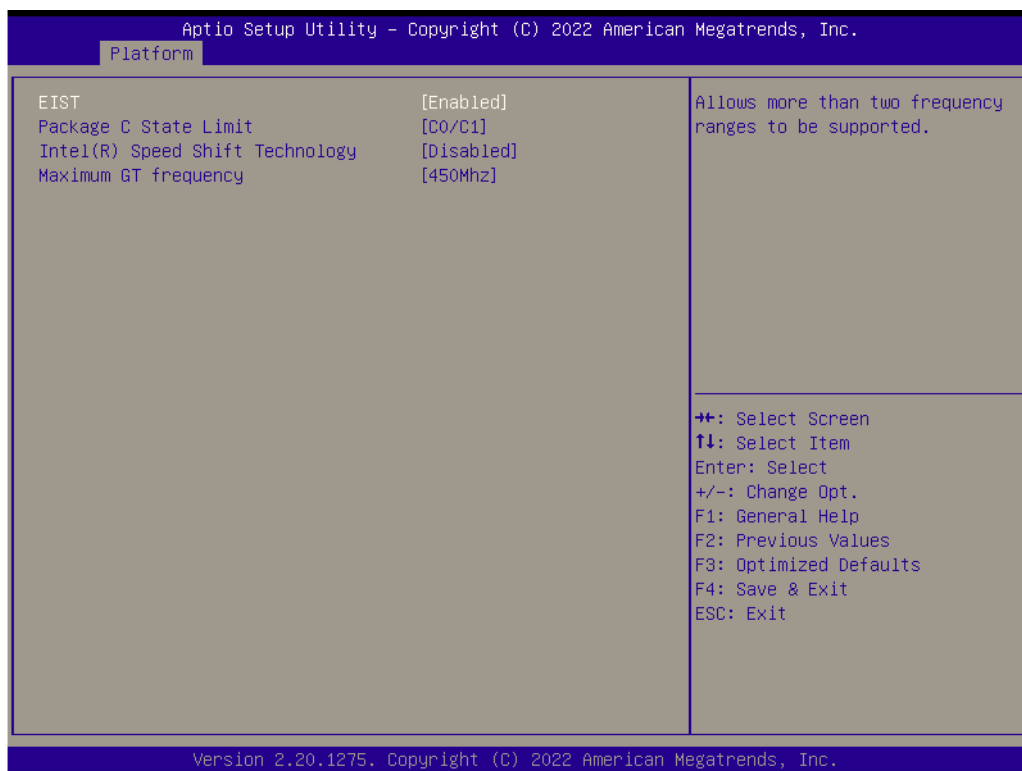 Aptio Setup Utility – Copyright (C) 2022 American Megatrends, Inc.
Platform
EIST [Enabled]
Package C State Limit [C0/C1]
Intel(R) Speed Shift Technology [Disabled]
Maximum GT frequency [450Mhz]
Allows more than two frequency
ranges to be supported.
→←: Select Screen
↑↓: Select Item
Enter: Select
+/-: Change Opt.
F1: General Help
F2: Previous Values
F3: Optimized Defaults
F4: Save & Exit
ESC: Exit
Version 2.20.1275. Copyright (C) 2022 American Megatrends, Inc.